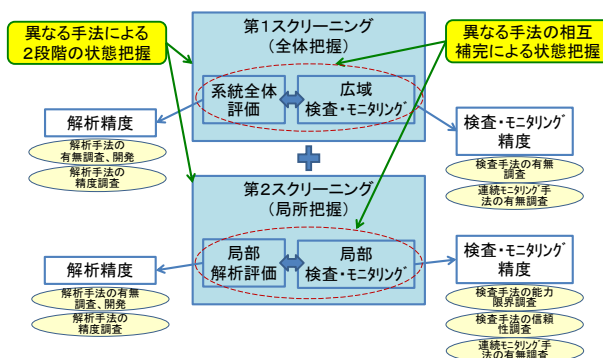 異なる手法による
2段階の状態把握
第1スクリーニング
(全体把握)
異なる手法の相互
補完による状態把握
系統全体
評価
広域
検査・モニタリング
解析精度
解析手法の
有無調査、開発
解析手法の
精度調査
検査・モニタリング
精度
検査手法の有無
調査
連続モニタリング手
法の有無調査
第2スクリーニング
(局所把握)
局部
解析評価
局部
検査・モニタリング
解析精度
解析手法の有無
調査、開発
解析手法の
精度調査
検査・モニタリング
精度
検査手法の能力
限界調査
検査手法の信頼
性調査
連続モニタリング手
法の有無調査